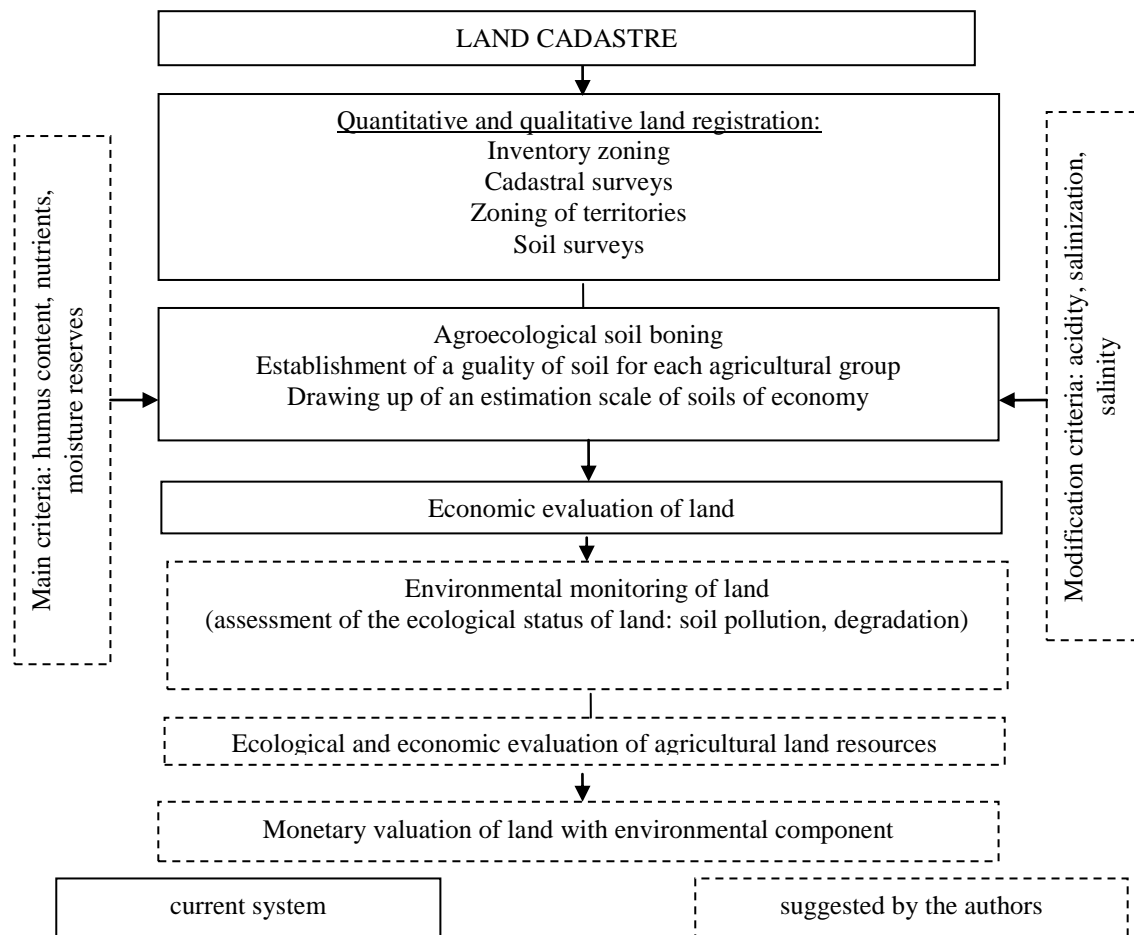 LAND CADASTRE
Quantitative and qualitative land registration:
Inventory zoning
Cadastral surveys
Zoning of territories
Soil surveys
Main criteria: humus content, nutrients,
moisture reserves
Modification criteria: acidity, salinization,
salinity
Agroecological soil boning
Establishment of a guality of soil for each agricultural group
Drawing up of an estimation scale of soils of economy
Economic evaluation of land
Environmental monitoring of land
(assessment of the ecological status of land: soil pollution, degradation)
Ecological and economic evaluation of agricultural land resources
Monetary valuation of land with environmental component
current system
suggested by the authors